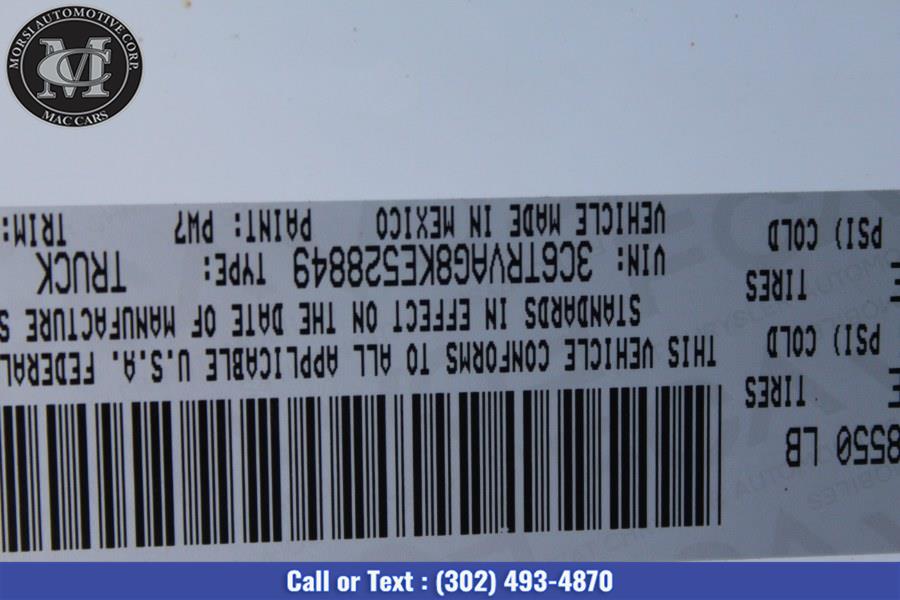 MORSI AUTOMOTIVE CORP.
MC
MAC CARS
8550 LB
TIRES
PSI) COLD
TIRES
PSI) COLD
THIS VEHICLE CONFORMS TO ALL APPLICABLE U.S.A. FEDERAL
STANDARDS IN EFFECT ON THE DATE OF MANUFACTURE S
VIN: 3C6TRVAG8KE528849 TYPE: TRUCK
VEHICLE MADE IN MEXICO PAINT: PW7 TRIM:
Call or Text : (302) 493-4870